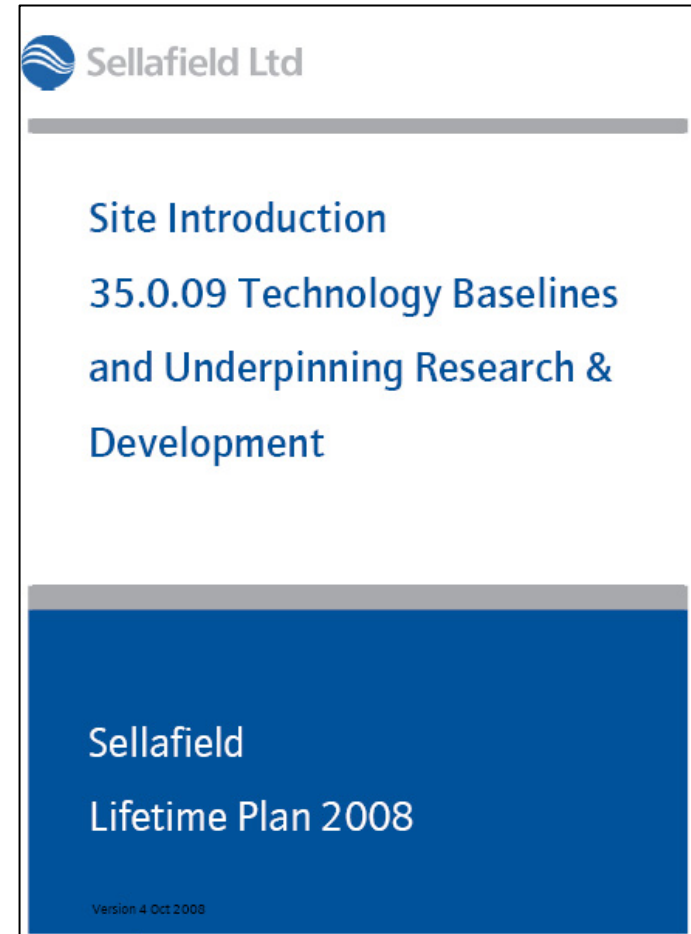 Sellafield Ltd
Site Introduction
35.0.09 Technology Baselines
and Underpinning Research &
Development
Sellafield
Lifetime Plan 2008
Version 4 Oct 2008